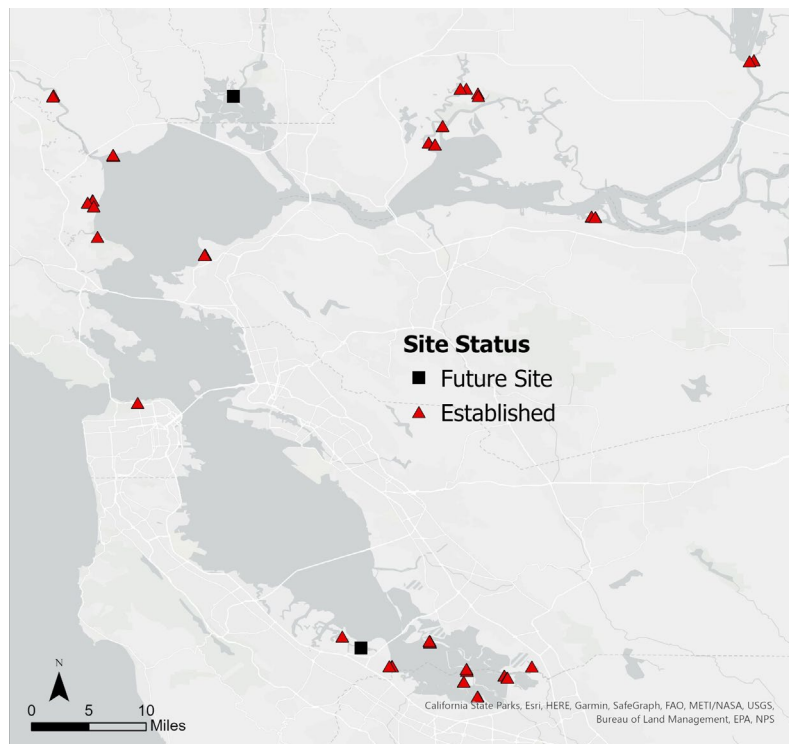 Site Status
Future Site
Established
N
0 5 10
Miles
California State Parks, Esri, HERE, Garmin, SafeGraph, FAO, METI/NASA, USGS,
Bureau of Land Management, EPA, NPS